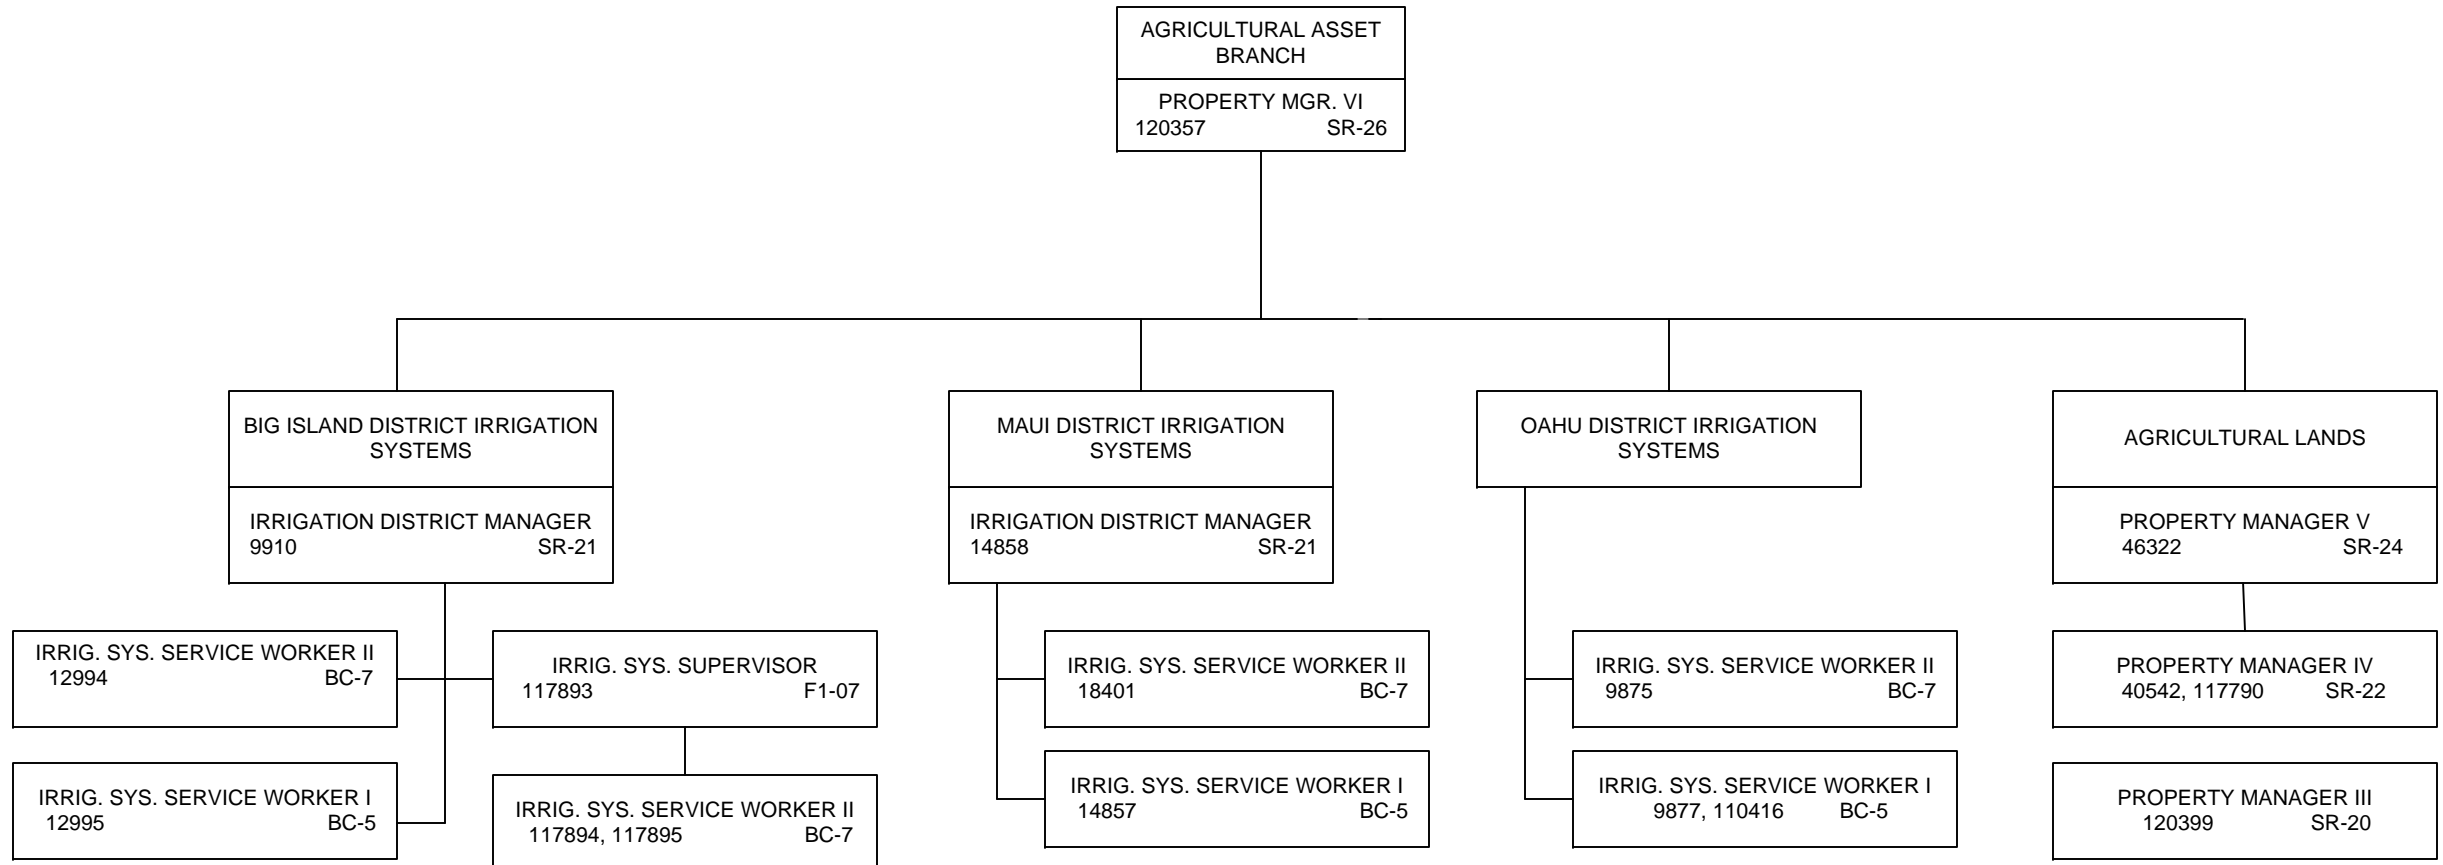 AGRICULTURAL ASSET
BRANCH
PROPERTY MGR. VI
120357 SR-26
BIG ISLAND DISTRICT IRRIGATION
SYSTEMS
IRRIGATION DISTRICT MANAGER
9910 SR-21
IRRIG. SYS. SERVICE WORKER II
12994 BC-7
IRRIG. SYS. SERVICE WORKER I
12995 BC-5
IRRIG. SYS. SUPERVISOR
117893 F1-07
IRRIG. SYS. SERVICE WORKER II
117894, 117895 BC-7
MAUI DISTRICT IRRIGATION
SYSTEMS
IRRIGATION DISTRICT MANAGER
14858 SR-21
IRRIG. SYS. SERVICE WORKER II
18401 BC-7
IRRIG. SYS. SERVICE WORKER I
14857 BC-5
OAHU DISTRICT IRRIGATION
SYSTEMS
IRRIG. SYS. SERVICE WORKER II
9875 BC-7
IRRIG. SYS. SERVICE WORKER I
9877, 110416 BC-5
AGRICULTURAL LANDS
PROPERTY MANAGER V
46322 SR-24
PROPERTY MANAGER IV
40542, 117790 SR-22
PROPERTY MANAGER III
120399 SR-20